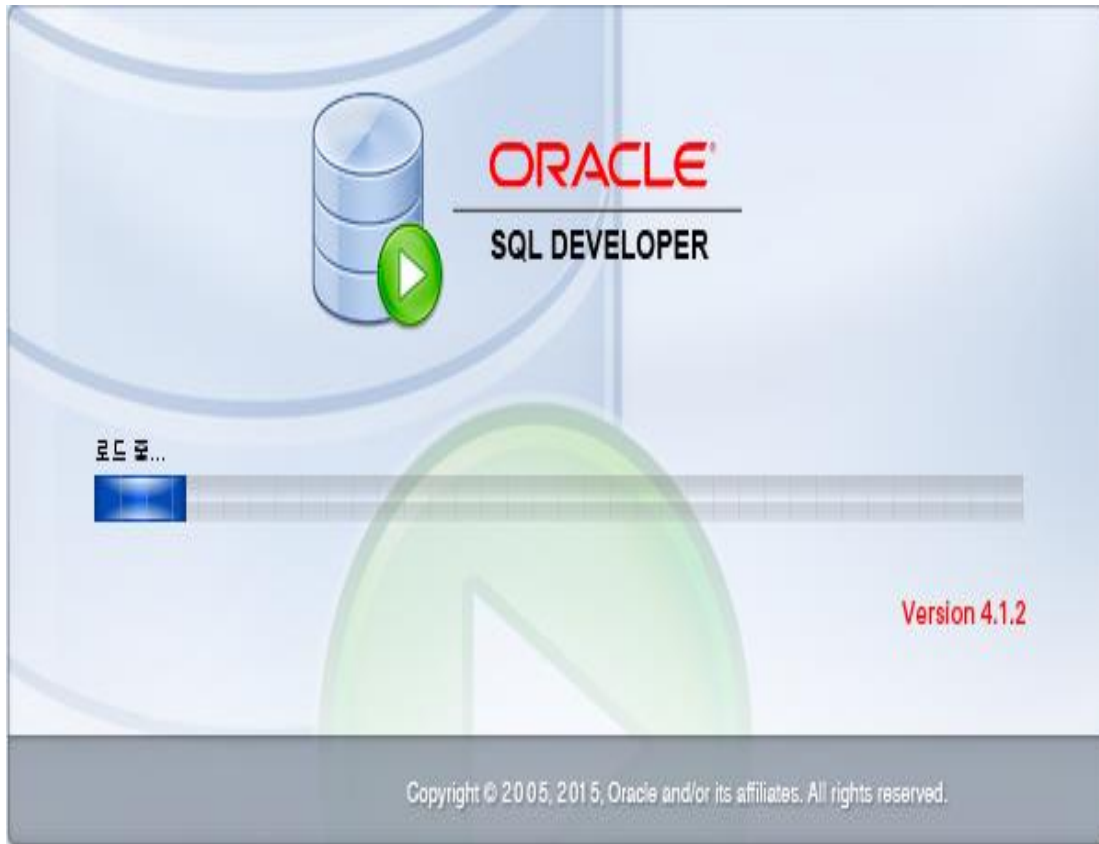 ORACLE®
SQL DEVELOPER
로드 중...
Version 4.1.2
Copyright © 2005, 2015, Oracle and/or its affiliates. All rights reserved.